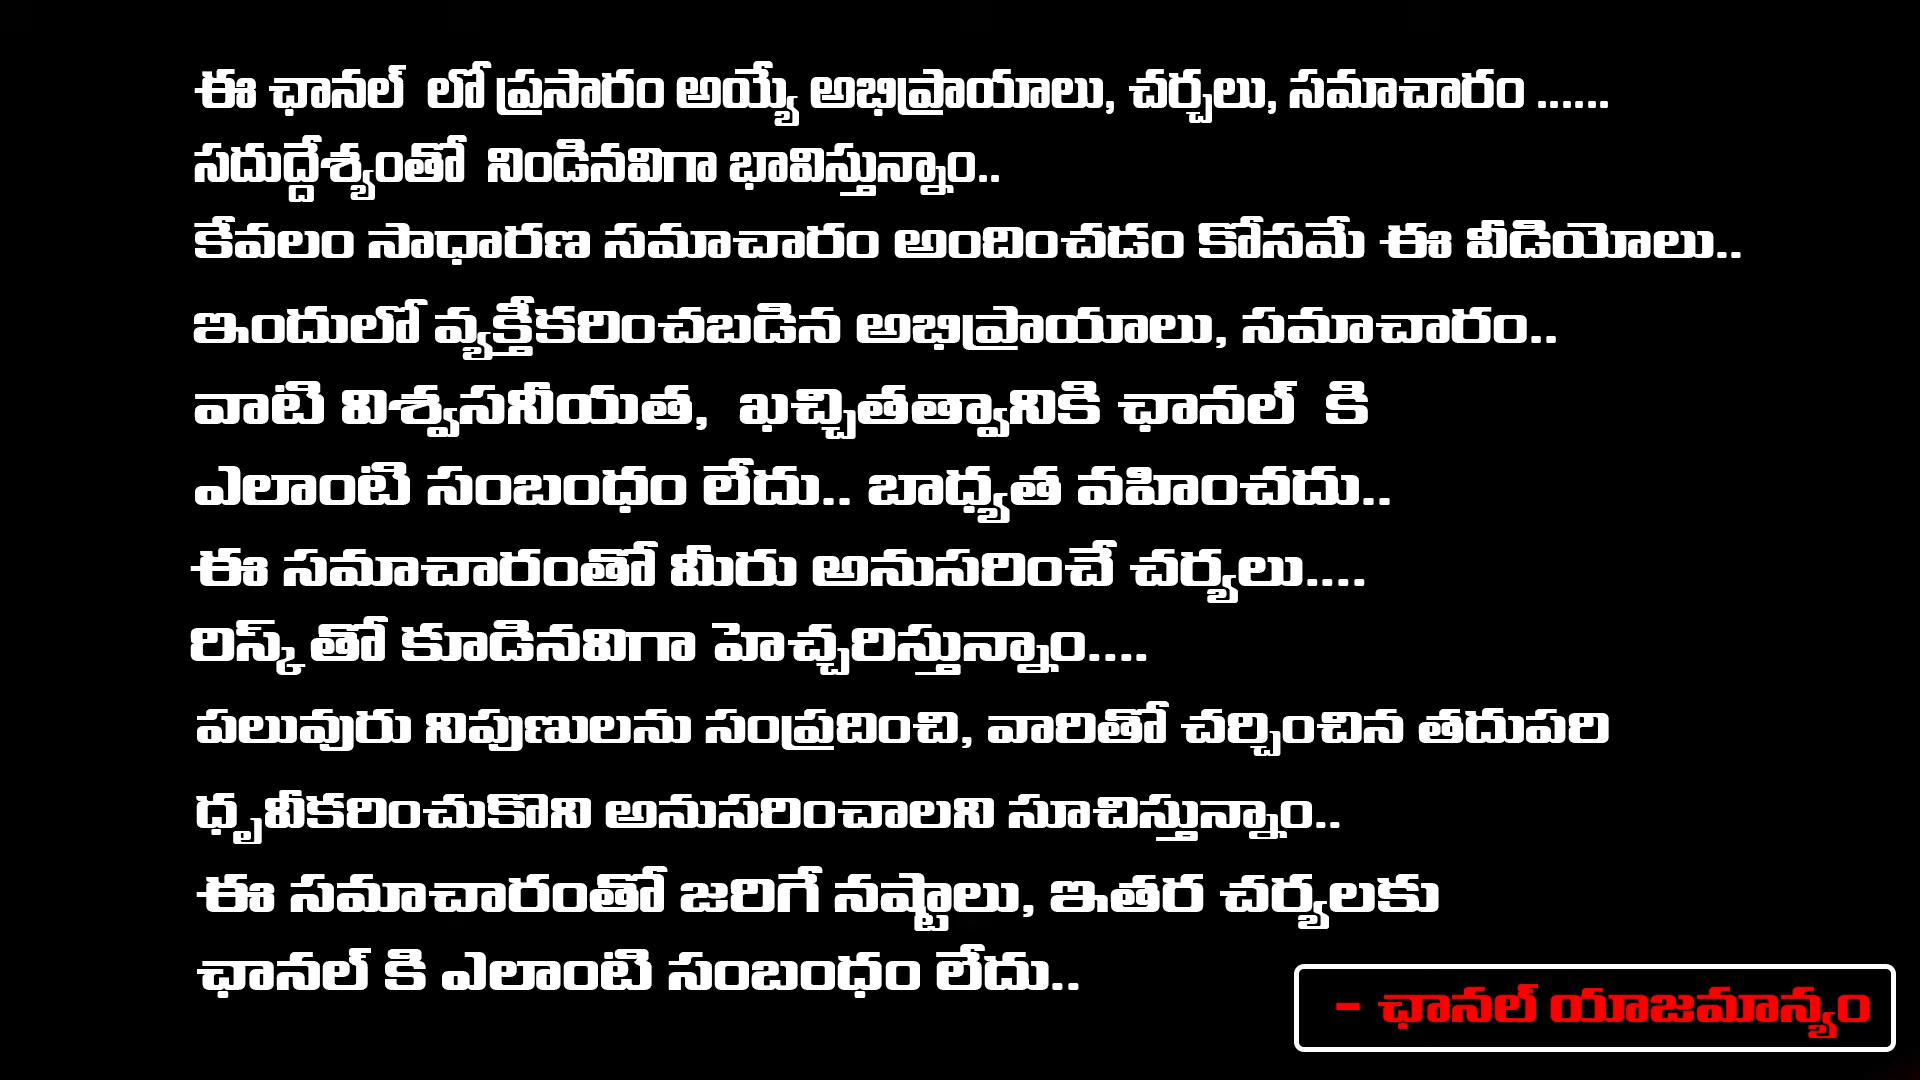 ఈ ఛానల్ లో ప్రసారం అయ్యే అభిప్రాయాలు, చర్చలు, సమాచారం ......
సదుద్దేశ్యంతో నిండినవిగా భావిస్తున్నాం..
కేవలం సాధారణ సమాచారం అందించడం కోసమే ఈ వీడియోలు..
ఇందులో వ్యక్తీకరించబడిన అభిప్రాయాలు, సమాచారం..
వాటి విశ్వసనీయత, ఖచ్చితత్వానికి ఛానల్ కి
ఎలాంటి సంబంధం లేదు.. బాధ్యత వహించదు..
ఈ సమాచారంతో మీరు అనుసరించే చర్యలు....
రిస్క్ తో కూడినవిగా హెచ్చరిస్తున్నాం....
పలువురు నిపుణులను సంప్రదించి, వారితో చర్చించిన తదుపరి
ధృవీకరించుకొని అనుసరించాలని సూచిస్తున్నాం..
ఈ సమాచారంతో జరిగే నష్టాలు, ఇతర చర్యలకు
ఛానల్ కి ఎలాంటి సంబంధం లేదు..
- ఛానల్ యాజమాన్యం